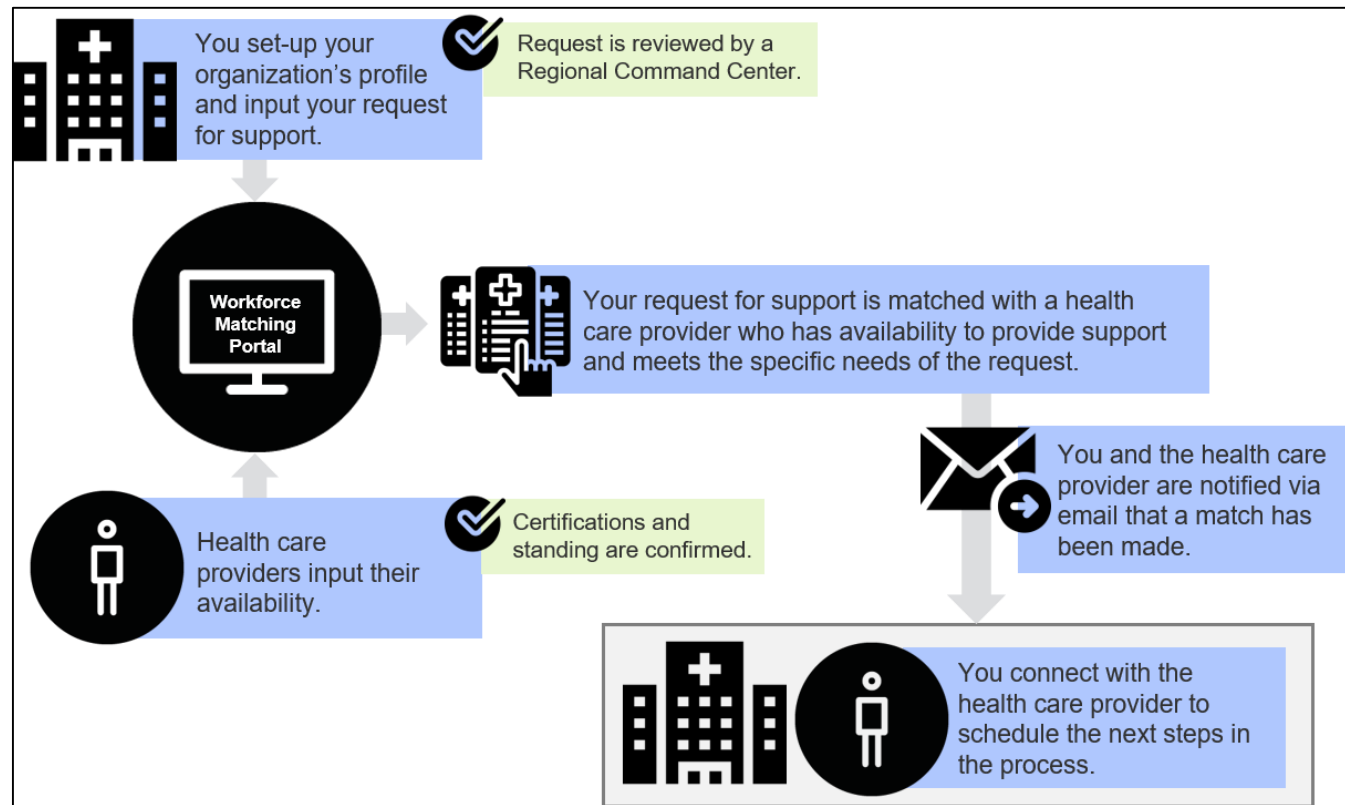 You set-up your
organization’s profile
and input your request
for support.
Request is reviewed by a
Regional Command Center.
Workforce
Matching
Portal
Your request for support is matched with a health
care provider who has availability to provide support
and meets the specific needs of the request.
You and the health care
provider are notified via
email that a match has
been made.
Health care
providers input their
availability.
Certifications and
standing are confirmed.
You connect with the
health care provider to
schedule the next steps in
the process.